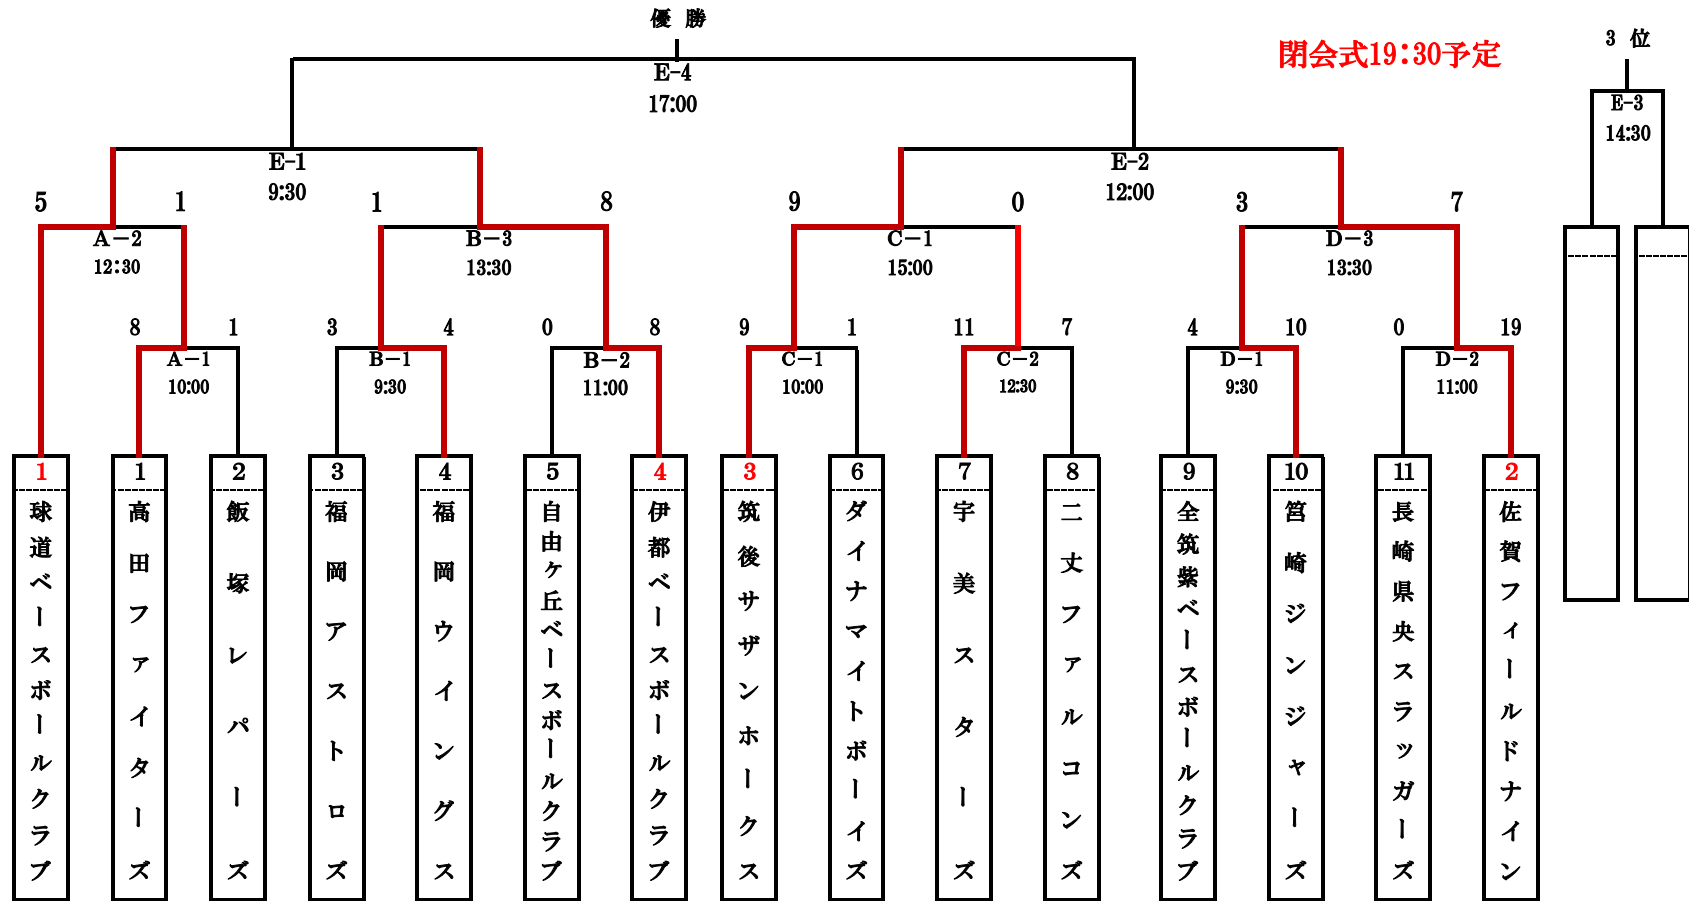 優 勝
閉会式19：30予定
3 位
E-4
17:00
E-3
14:30
E-1
9:30
E-2
12:00
5 1 1 8 9 0 3 7
A－2
12：30
B－3
13:30
C－1
15:00
D－3
13:30
8 1 3 4 0 8 9 1 11 7 4 10 0 19
A－1
10:00
B－1
9:30
B－2
11:00
C－1
10:00
C－2
12:30
D－1
9:30
D－2
11:00
1 球道ベースボールクラブ
1 高田ファイターズ
2 飯塚レパーズ
3 福岡アストロズ
4 福岡ウイングス
5 自由ヶ丘ベースボールクラブ
4 伊都ベースボールクラブ
3 筑後サザンホークス
6 ダイナマイトボーイズ
7 宇美スターズ
8 二丈ファルコンズ
9 全筑紫ベースボールクラブ
10 筥崎ジンジャーズ
11 長崎県央スラッガーズ
2 佐賀フィールドナイン